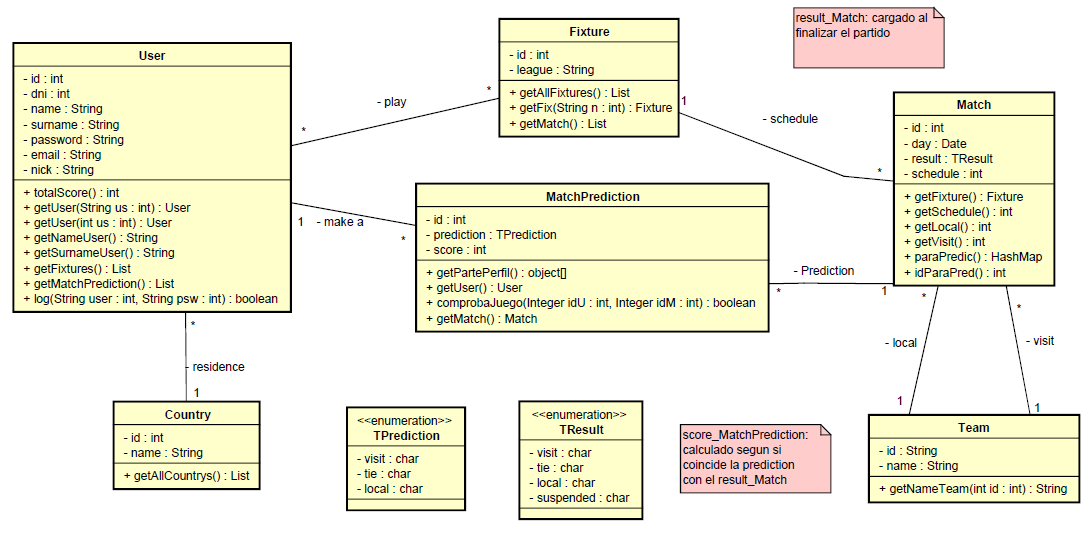 result_Match: cargado al
finalizar el partido
Fixture
- id : int
- league : String
+ getAllFixtures() : List
+ getFix(String n : int) : Fixture
+ getMatch() : List
User
- id : int
- dni : int
- name : String
- surname : String
- password : String
- email : String
- nick : String
+ totalScore() : int
+ getUser(String us : int) : User
+ getUser(int us : int) : User
+ getNameUser() : String
+ getSurnameUser() : String
+ getFixtures() : List
+ getMatchPrediction() : List
+ log(String user : int, String psw : int) : boolean
*
- play
*
1
- schedule
*
Match
- id : int
- day : Date
- result : TResult
- schedule : int
+ getFixture() : Fixture
+ getSchedule() : int
+ getLocal() : int
+ getVisit() : int
+ paraPredic() : HashMap
+ idParaPred() : int
1
- make a
*
MatchPrediction
- id : int
- prediction : TPrediction
- score : int
+ getPartePerfil() : object[]
+ getUser() : User
+ comprobaJuego(Integer idU : int, Integer idM : int) : boolean
+ getMatch() : Match
- Prediction
*
1
*
- residence
1
*
- local
1
*
- visit
1
Country
- id : int
- name : String
+ getAllCountrys() : List
<<enumeration>>
TPrediction
- visit : char
- tie : char
- local : char
<<enumeration>>
TResult
- visit : char
- tie : char
- local : char
- suspended : char
score_MatchPrediction:
calculado segun si
coincide la prediction
con el result_Match
Team
- id : String
- name : String
+ getNameTeam(int id : int) : String